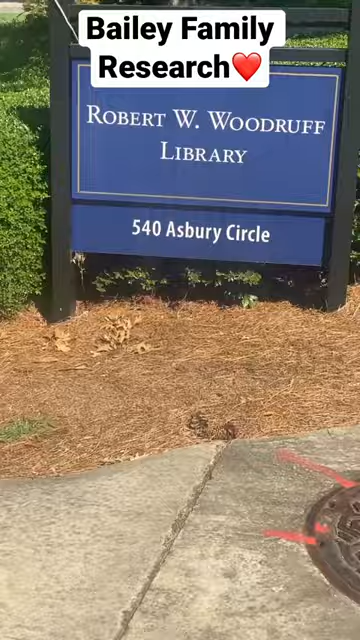 Bailey Family
Research❤️
ROBERT W. WOODRUFF
LIBRARY
540 Asbury Circle